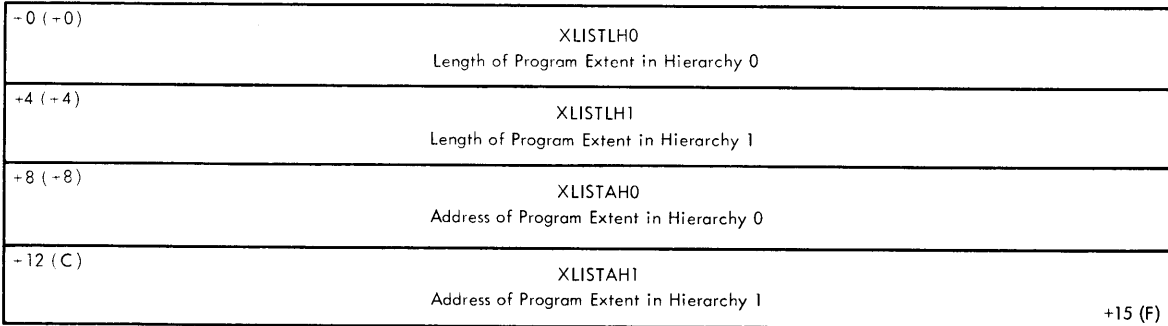 +0 (+0)
XLISTLH0
Length of Program Extent in Hierarchy 0
+4 (+4)
XLISTLH1
Length of Program Extent in Hierarchy 1
+8 (+8)
XLISTAH0
Address of Program Extent in Hierarchy 0
+12 (C)
XLISTAH1
Address of Program Extent in Hierarchy 1
+15 (F)